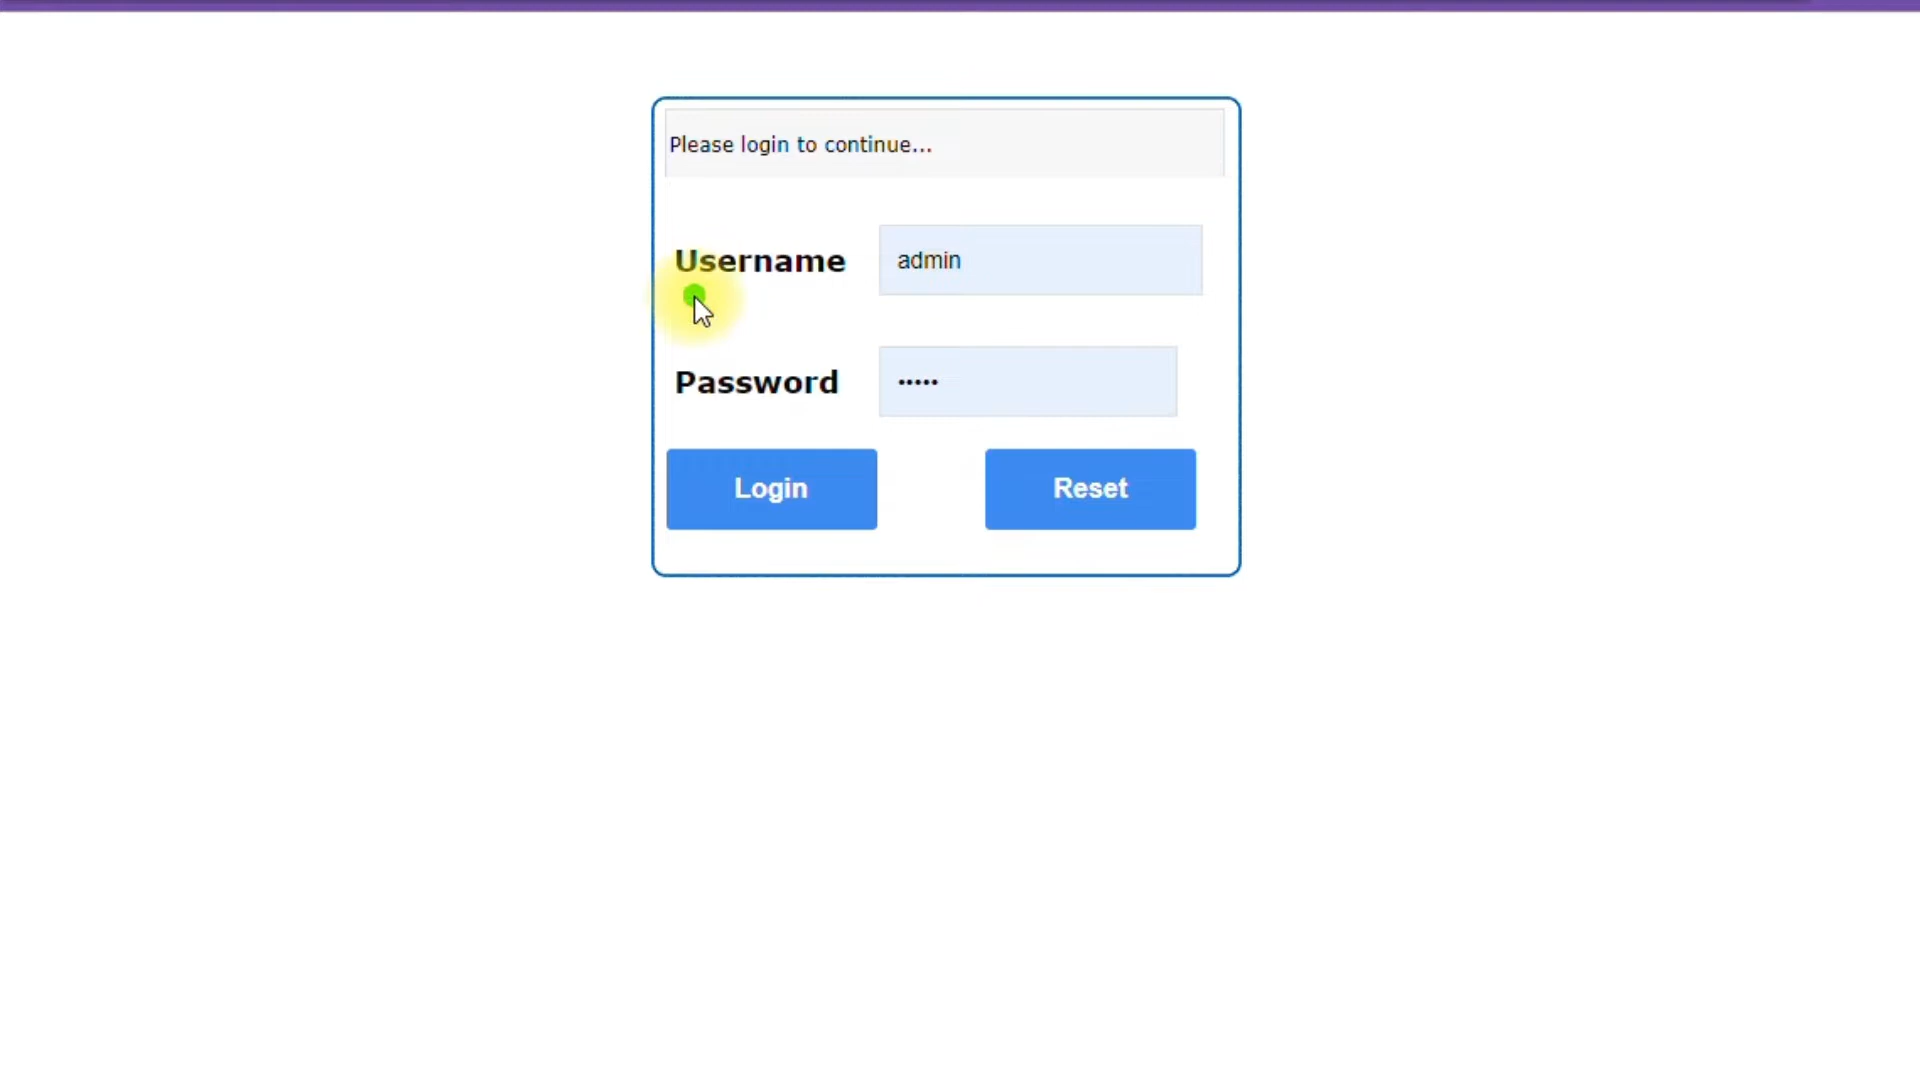 Please login to continue...
Username
admin
Password
•••••
Login
Reset